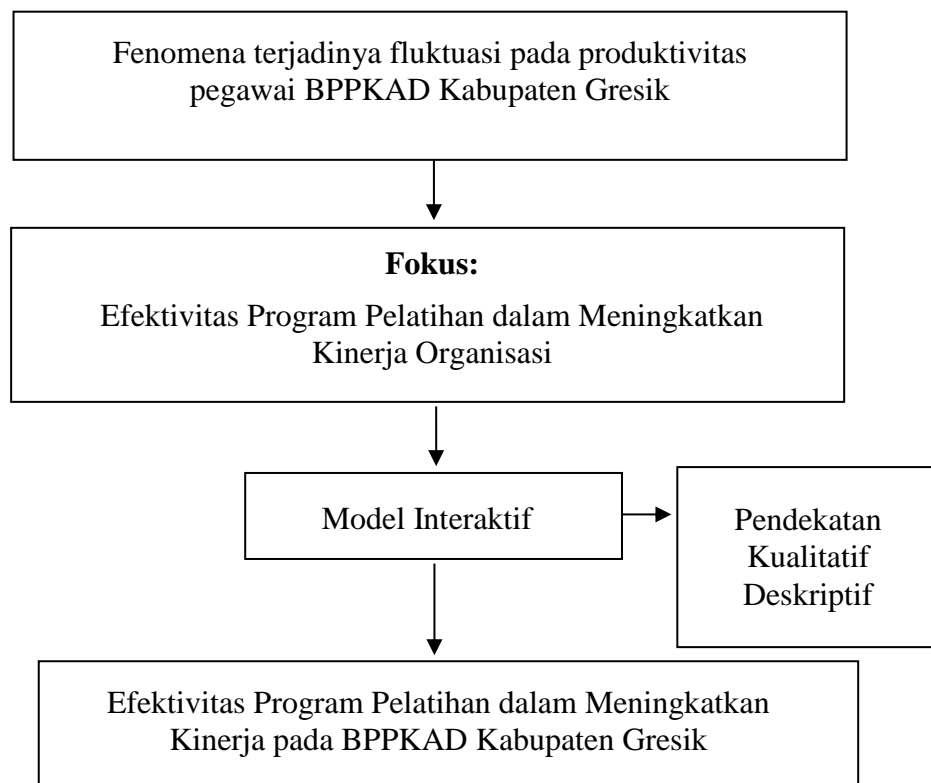 Fenomena terjadinya fluktuasi pada produktivitas
pegawai BPPKAD Kabupaten Gresik
Fokus:
Efektivitas Program Pelatihan dalam Meningkatkan
Kinerja Organisasi
Model Interaktif
Pendekatan
Kualitatif
Deskriptif
Efektivitas Program Pelatihan dalam Meningkatkan
Kinerja pada BPPKAD Kabupaten Gresik